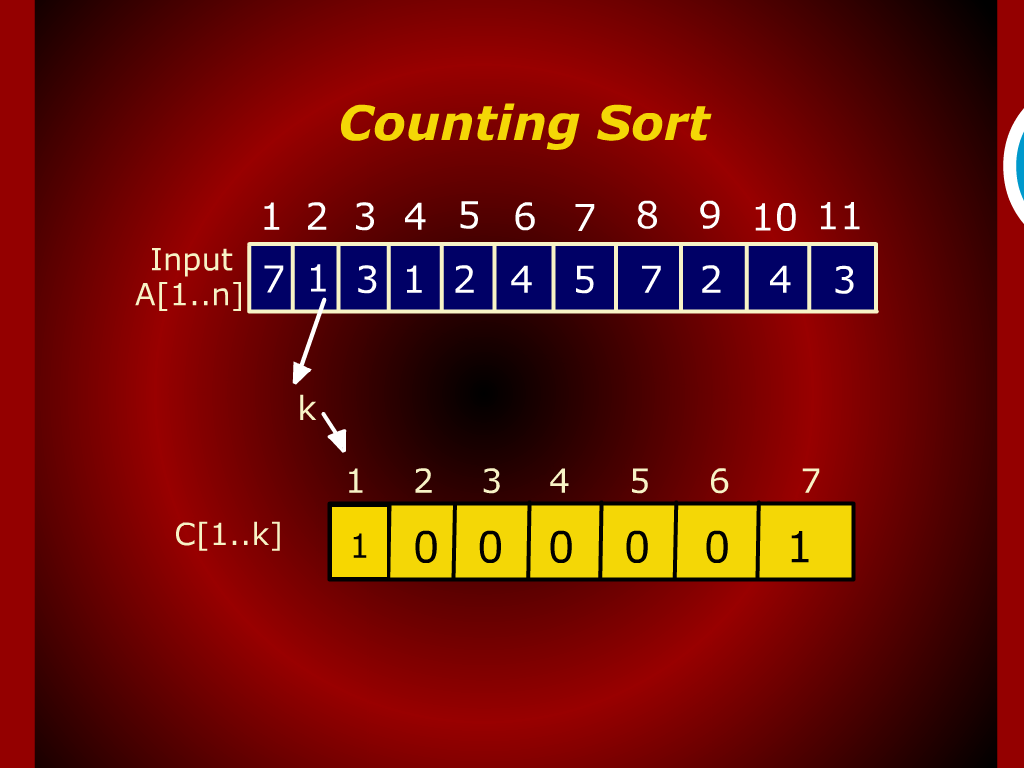 Counting Sort
1 2 3 4 5 6 7 8 9 10 11
Input
A[1..n]
7 1 3 1 2 4 5 7 2 4 3
k
1 2 3 4 5 6 7
C[1..k]
1 0 0 0 0 0 1